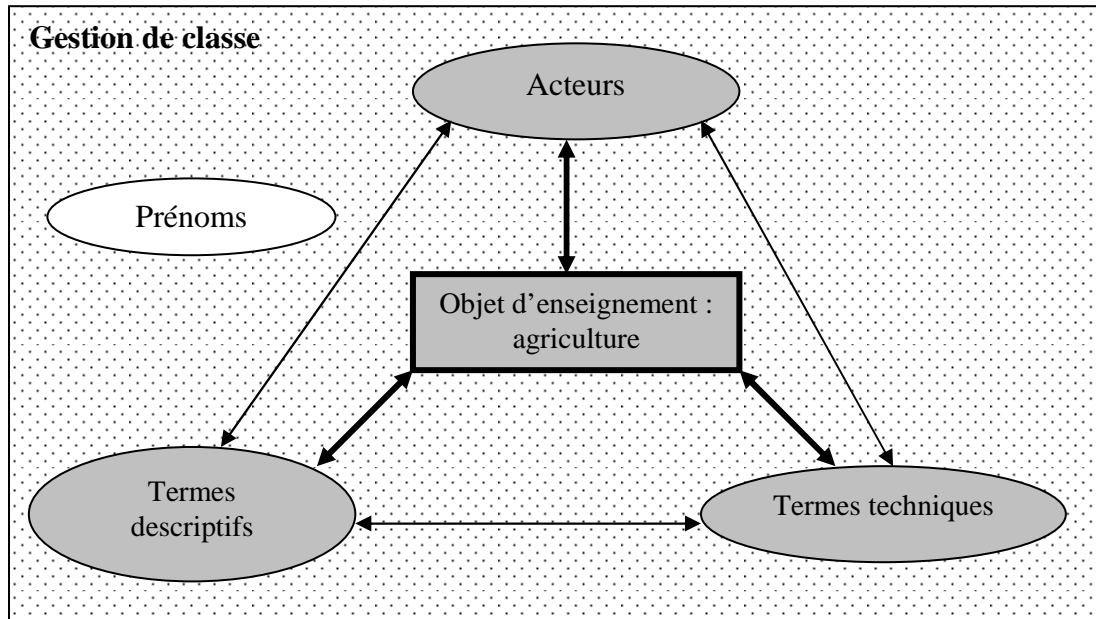 Gestion de classe
Acteurs
Prénoms
Objet d’enseignement :
agriculture
Termes
descriptifs
Termes techniques